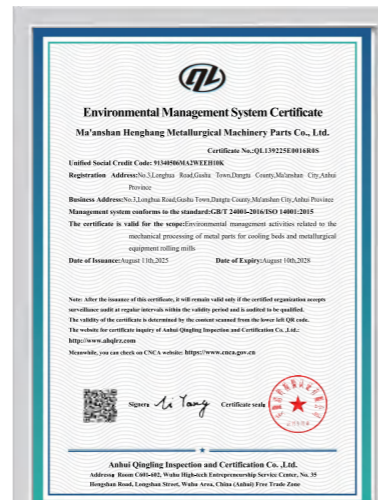 QL
Environmental Management System Certificate
Ma'anshan Henghang Metallurgical Machinery Parts Co., Ltd.
Certificate No.:QL139225E0016R0S
Unified Social Credit Code: 91340506MA2WEEH10K
Registration Address:No.3,Longhua Road,Gushu Town,Dangtu County,Ma'anshan City,Anhui
Province
Business Address:No.3,Longhua Road,Gushu Town,Dangtu County,Ma'anshan City,Anhui Province
Management system conforms to the standard:GB/T 24001-2016/ISO 14001:2015
The certificate is valid for the scope:Environmental management activities related to the
mechanical processing of metal parts for cooling beds and metallurgical
equipment rolling mills
Date of Issuance:August 11th,2025 Date of Expiry:August 10th,2028
Note: After the issuance of this certificate, it will remain valid only if the certified organization accepts
surveillance audit at regular intervals within the validity period and is audited to be qualified.
The validity of the certificate is determined by the content scanned from the lower left QR code.
The website for certificate inquiry of Anhui Qingling Inspection and Certification Co. ,Ltd.:
http://www.ahqlrz.com
Meanwhile, you can check on CNCA website: https://www.cnca.gov.cn
Signer: Li Yang Certificate seal:
Anhui Qingling Inspection and Certification Co. ,Ltd.
Address: Room C601-602, Wuhu High-tech Entrepreneurship Service Center, No. 35
Hengshan Road, Longshan Street, Wuhu Area, China (Anhui) Free Trade Zone